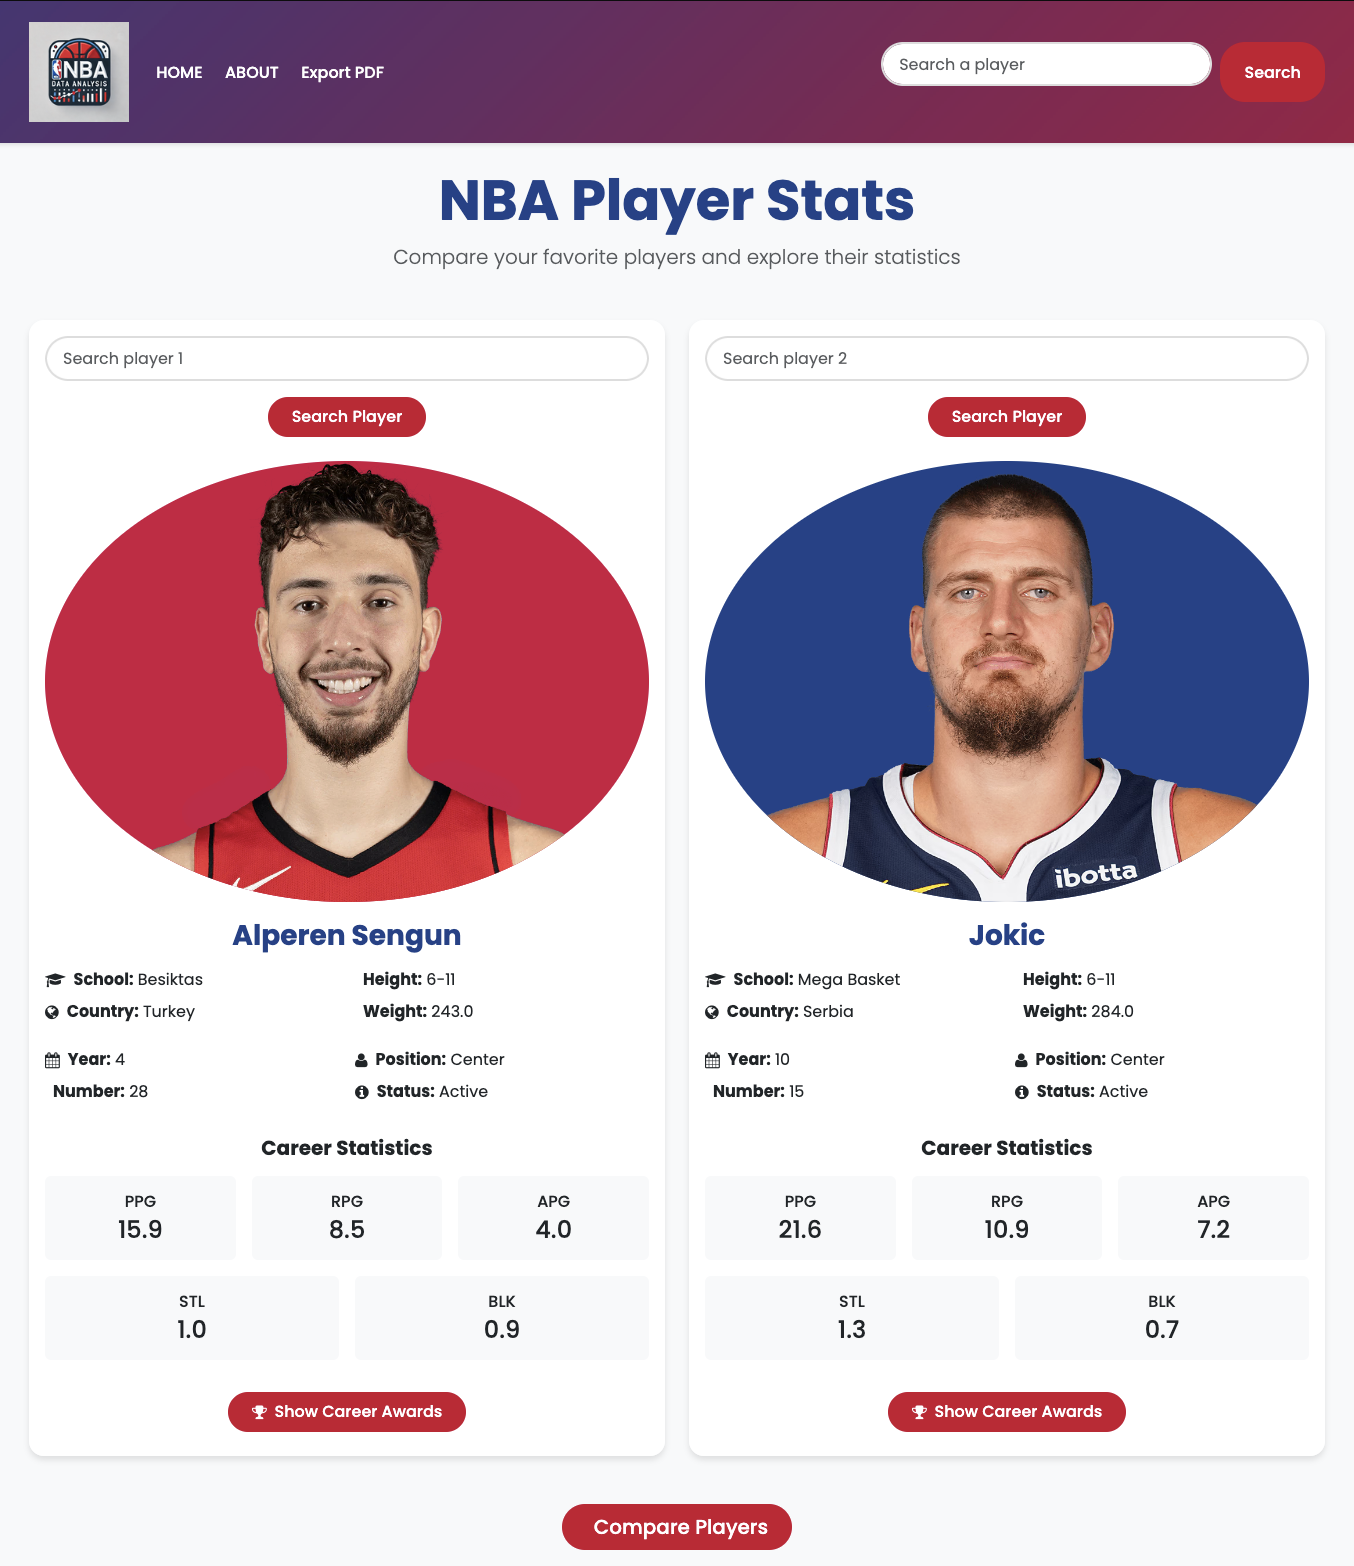 NBA
DATA ANALYSIS
HOME ABOUT Export PDF
Search a player
Search
NBA Player Stats
Compare your favorite players and explore their statistics
Search player 1
Search Player
Alperen Sengun
School: Besiktas Height: 6-11
Country: Turkey Weight: 243.0
Year: 4 Position: Center
Number: 28 Status: Active
Career Statistics
PPG RPG APG
15.9 8.5 4.0
STL BLK
1.0 0.9
Show Career Awards
Search player 2
Search Player
ibotta
Jokic
School: Mega Basket Height: 6-11
Country: Serbia Weight: 284.0
Year: 10 Position: Center
Number: 15 Status: Active
Career Statistics
PPG RPG APG
21.6 10.9 7.2
STL BLK
1.3 0.7
Show Career Awards
Compare Players